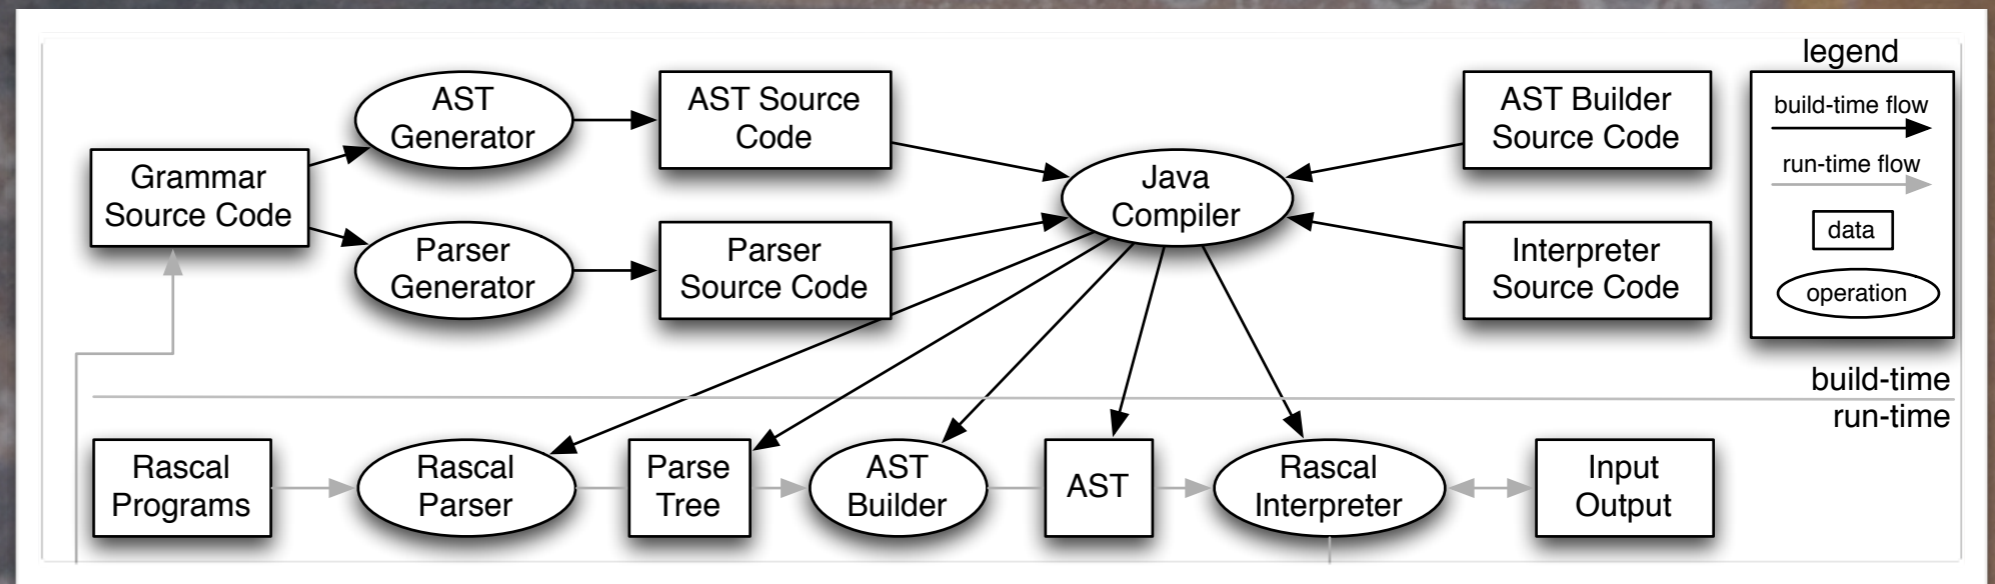 legend
AST
Generator
AST Source
Code
AST Builder
Source Code
build-time flow
run-time flow
data
operation
Grammar
Source Code
Java
Compiler
Parser
Generator
Parser
Source Code
Interpreter
Source Code
build-time
run-time
Rascal
Programs
Rascal
Parser
Parse
Tree
AST
Builder
AST
Rascal
Interpreter
Input
Output